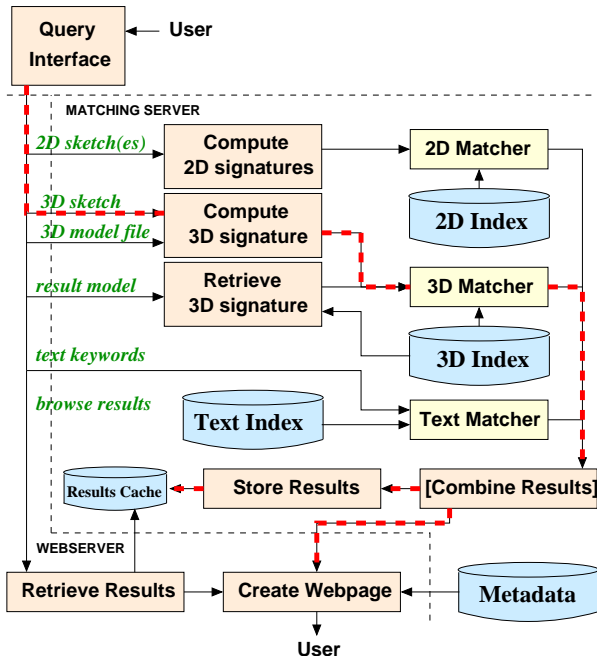 Query
Interface
User
MATCHING SERVER
2D sketch(es)
Compute
2D signatures
2D Matcher
2D Index
3D sketch
3D model file
Compute
3D signature
result model
Retrieve
3D signature
3D Matcher
3D Index
text keywords
browse results
Text Index
Text Matcher
Results Cache
Store Results
[Combine Results]
WEBSERVER
Retrieve Results
Create Webpage
Metadata
User